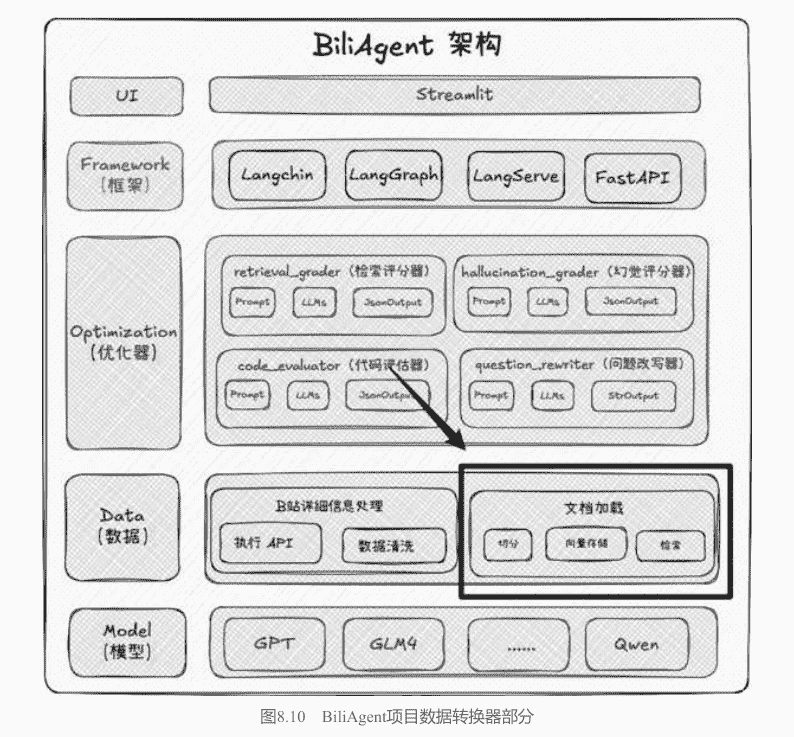 BiliAgent 架构
UI
Streamlit
Framework
(框架)
Langchin
LangGraph
LangServe
FastAPI
Optimization
(优化器)
retrieval_grader (检索评分器)
Prompt
LLMs
JsonOutput
hallucination_grader (幻觉评分器)
Prompt
LLMs
JsonOutput
code_evaluator (代码评估器)
Prompt
LLMs
JsonOutput
question_rewriter (问题改写器)
Prompt
LLMs
StrOutput
Data
(数据)
B站详细信息处理
执行 API
数据清洗
文档加载
切分
向量存储
检索
Model
(模型)
GPT
GLM4
......
Qwen
图8.10 BiliAgent项目数据转换器部分